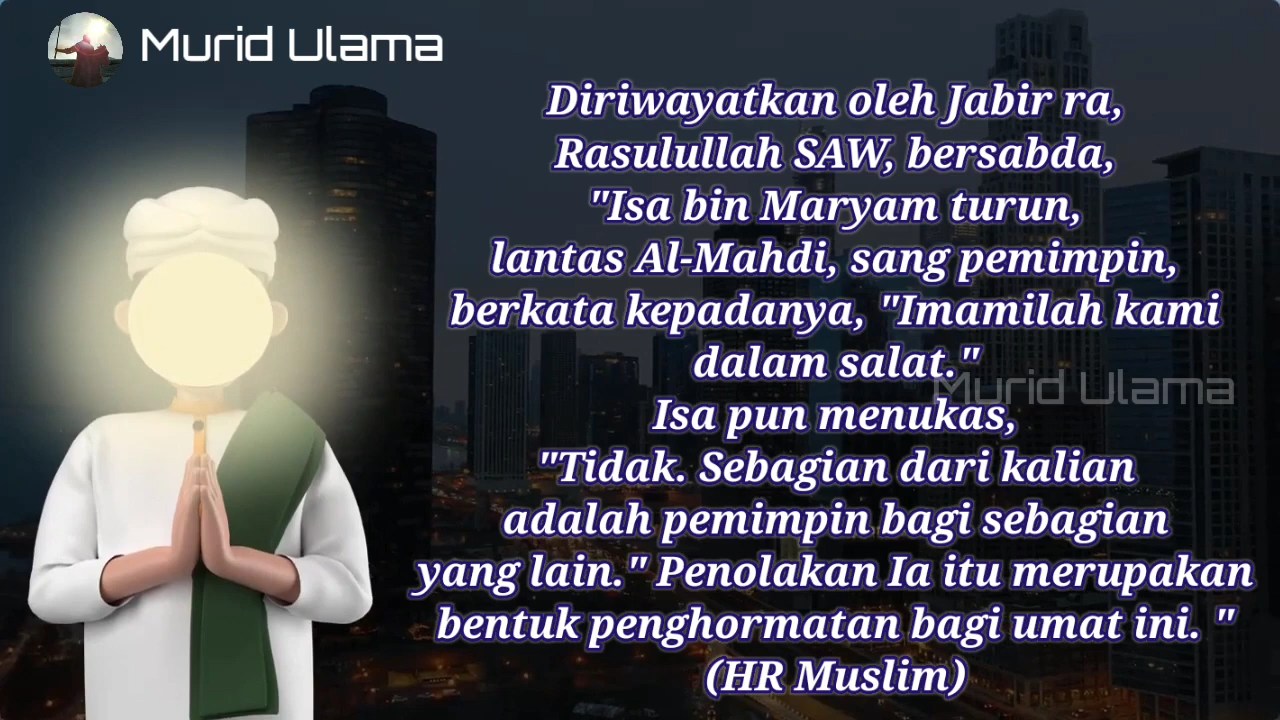 Murid Ulama
Diriwayatkan oleh Jabir ra,
Rasulullah SAW, bersabda,
"Isa bin Maryam turun,
lantas Al-Mahdi, sang pemimpin,
berkata kepadanya, "Imamilah kami
dalam salat."
Murid Ulama
Isa pun menukas,
"Tidak. Sebagian dari kalian
adalah pemimpin bagi sebagian
yang lain." Penolakan Ia itu merupakan
bentuk penghormatan bagi umat ini. "
(HR Muslim)